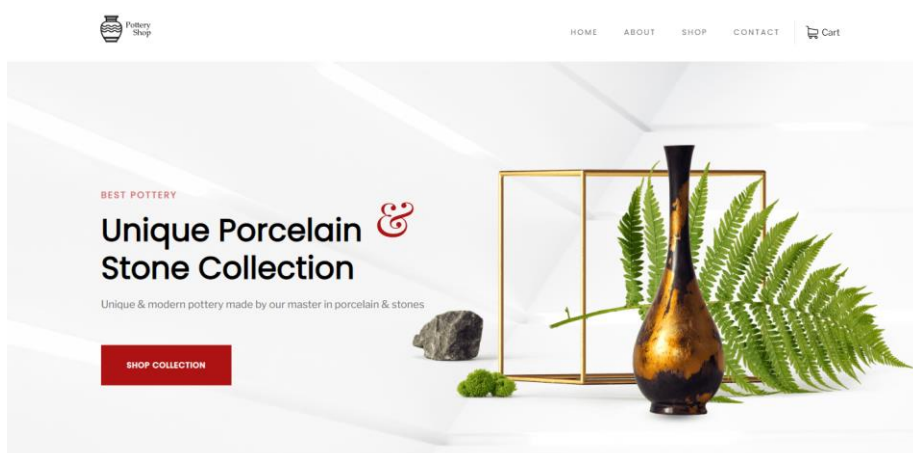 Pottery
Shop
HOME ABOUT SHOP CONTACT Cart
BEST POTTERY
Unique Porcelain &
Stone Collection
Unique & modern pottery made by our master in porcelain & stones
SHOP COLLECTION